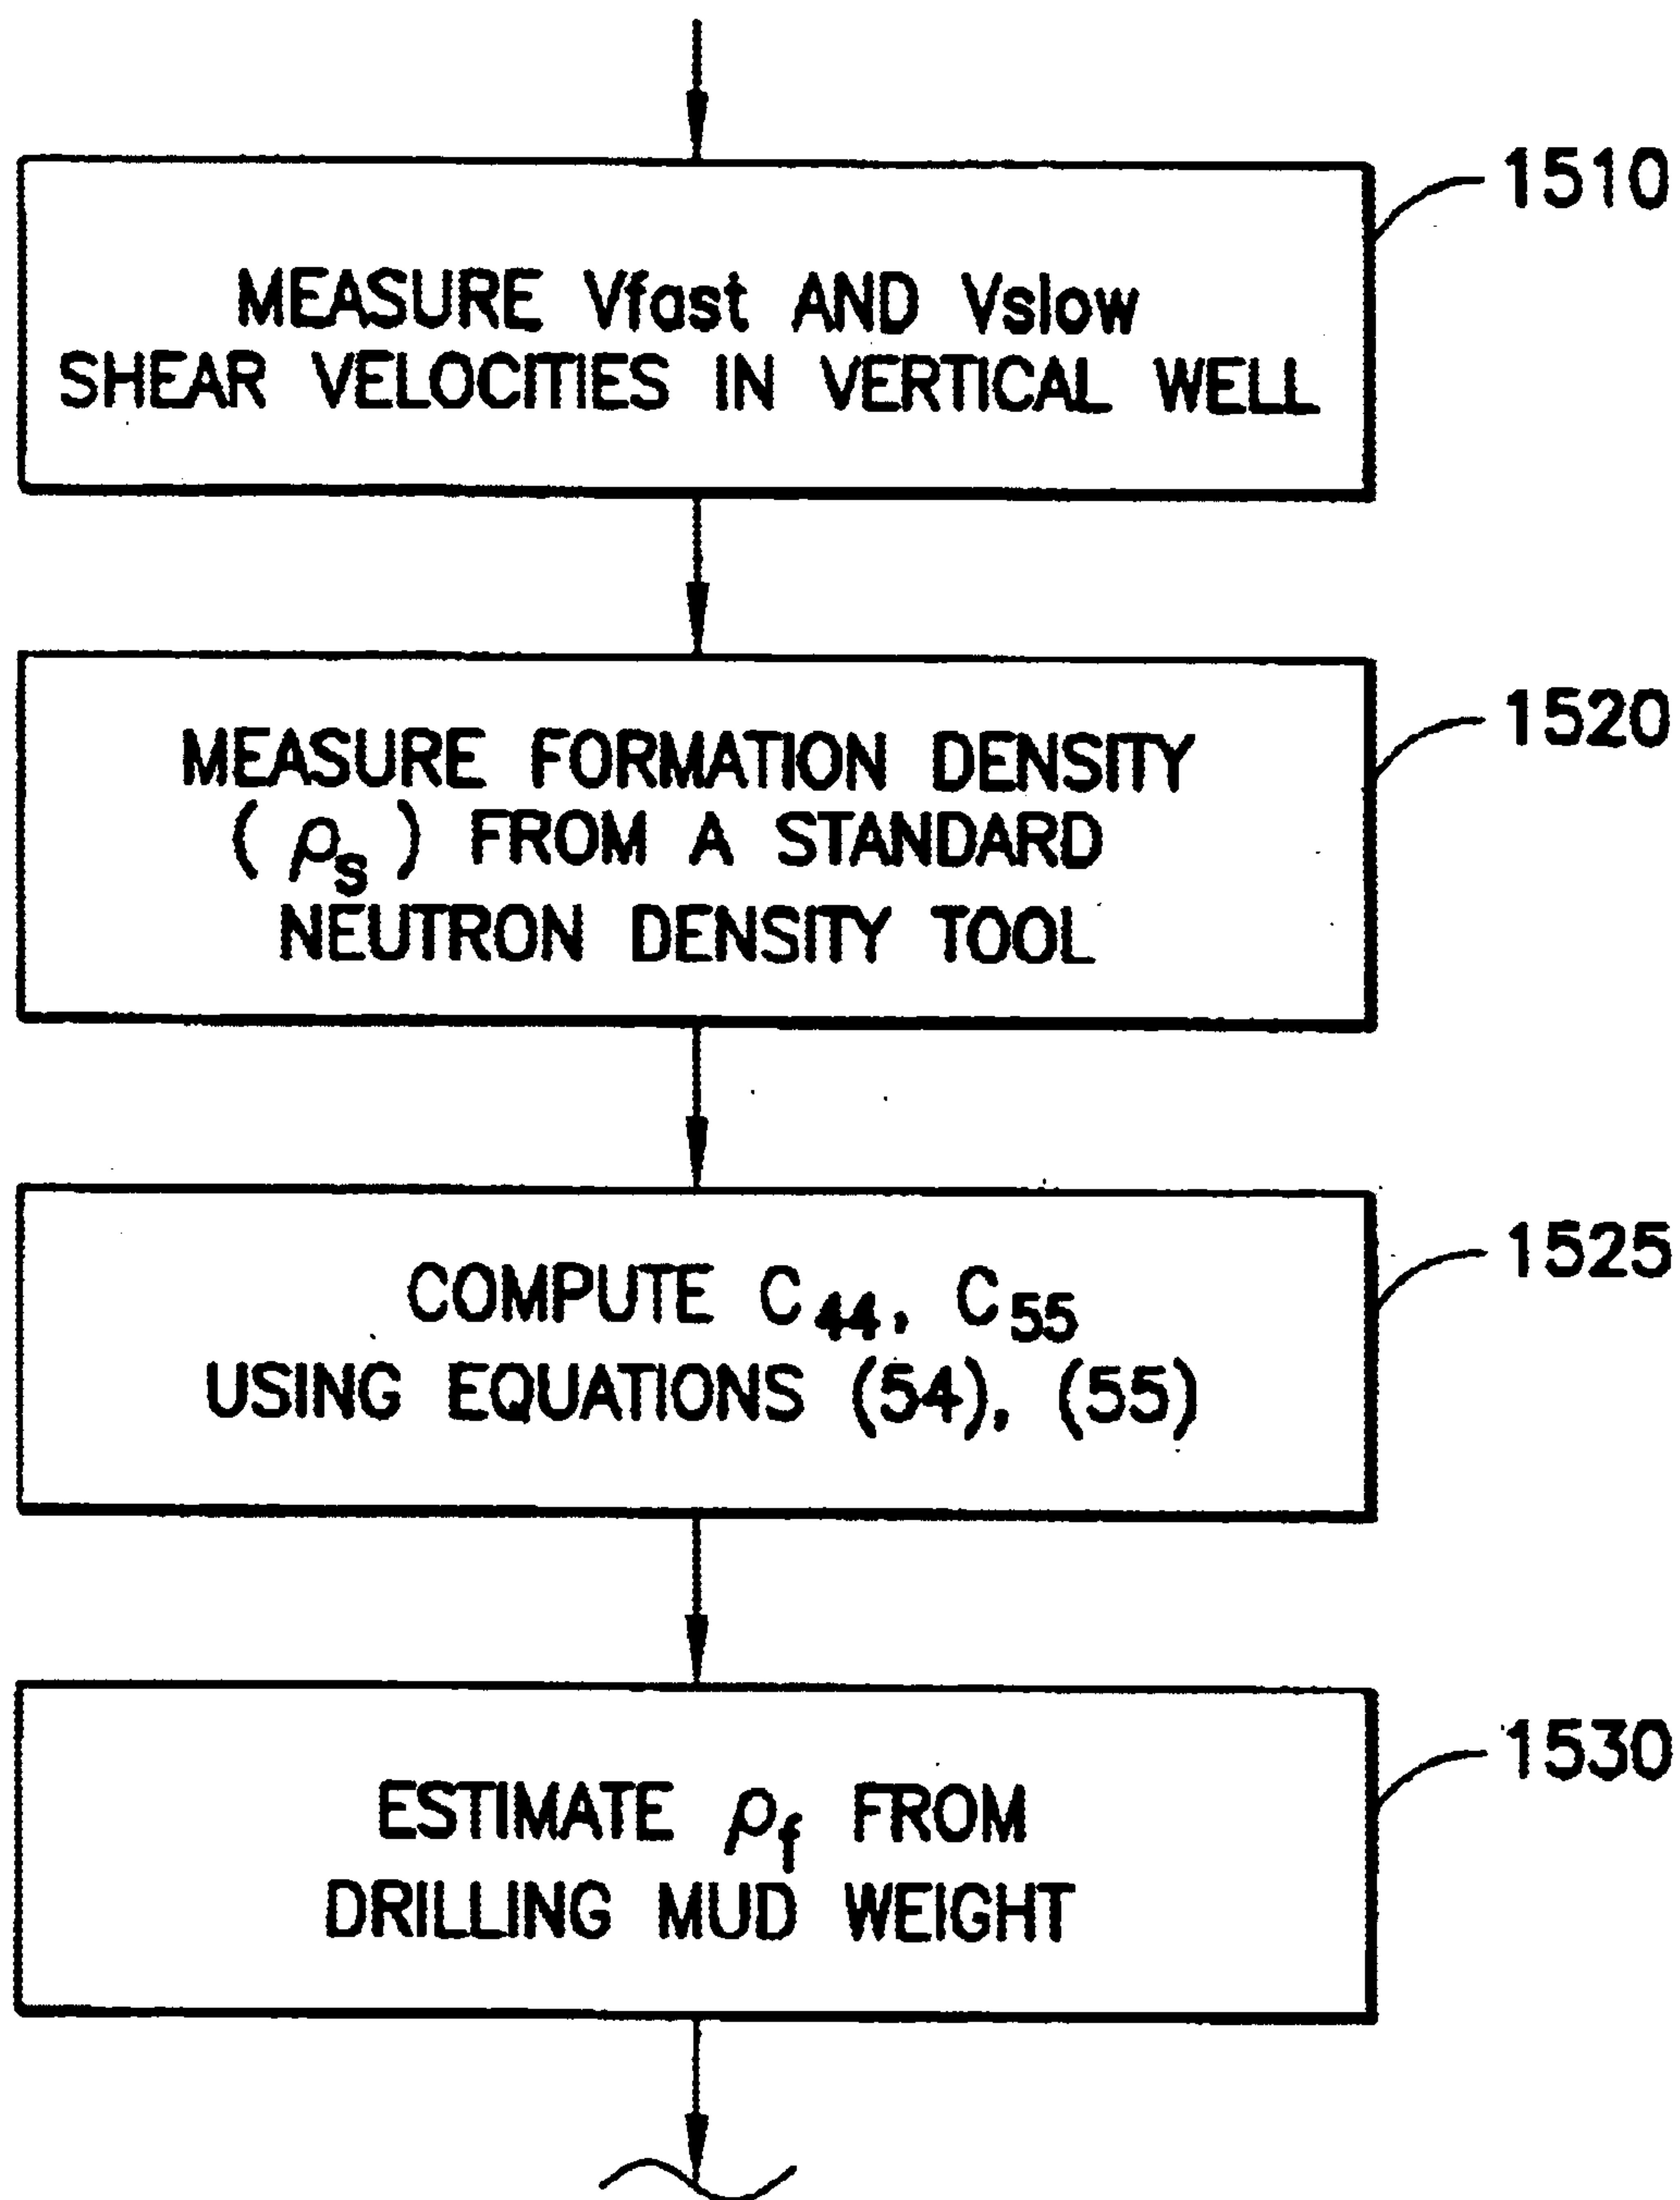 1510
MEASURE Vfast AND Vslow
SHEAR VELOCITIES IN VERTICAL WELL
1520
MEASURE FORMATION DENSITY
( ρs ) FROM A STANDARD
NEUTRON DENSITY TOOL
1525
COMPUTE C44, C55
USING EQUATIONS (54), (55)
1530
ESTIMATE ρf FROM
DRILLING MUD WEIGHT